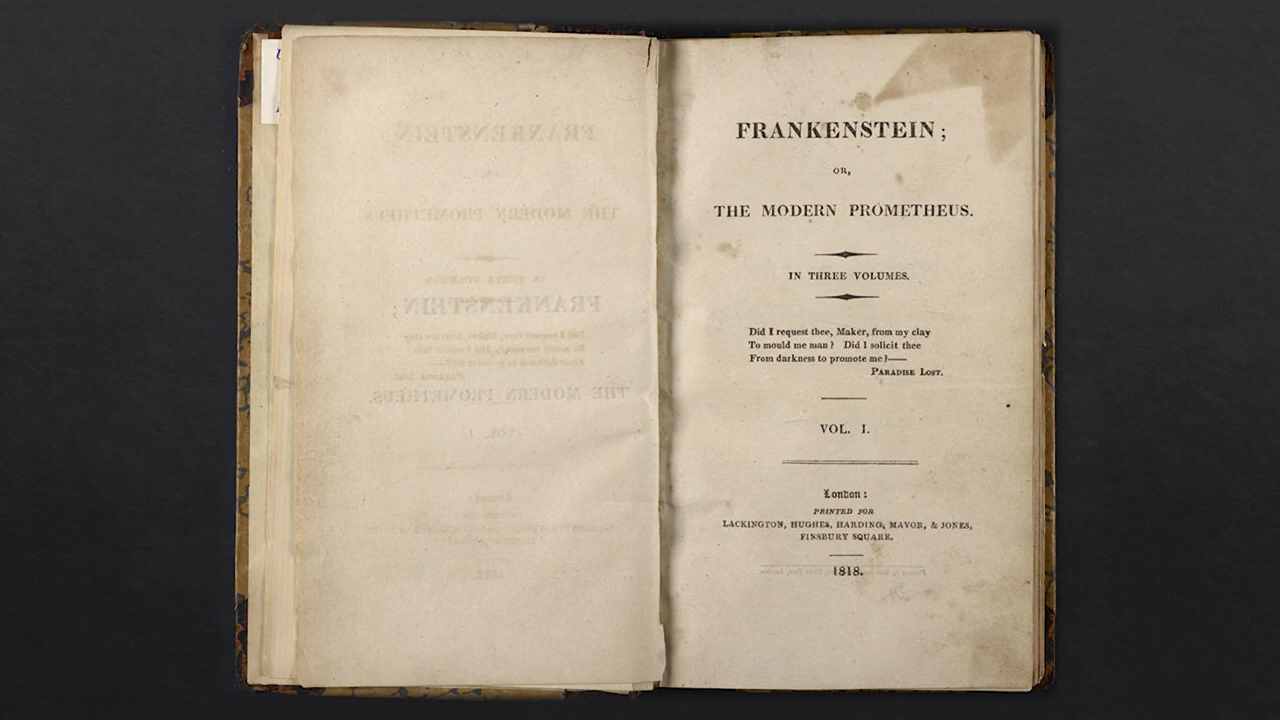 FRANKENSTEIN;
OR,
THE MODERN PROMETHEUS.
IN THREE VOLUMES.
Did I request thee, Maker, from my clay
To mould me man? Did I solicit thee
From darkness to promote me?——
PARADISE LOST.
VOL. I.
London:
PRINTED FOR
LACKINGTON, HUGHES, HARDING, MAVOR, & JONES,
FINSBURY SQUARE.
1818.